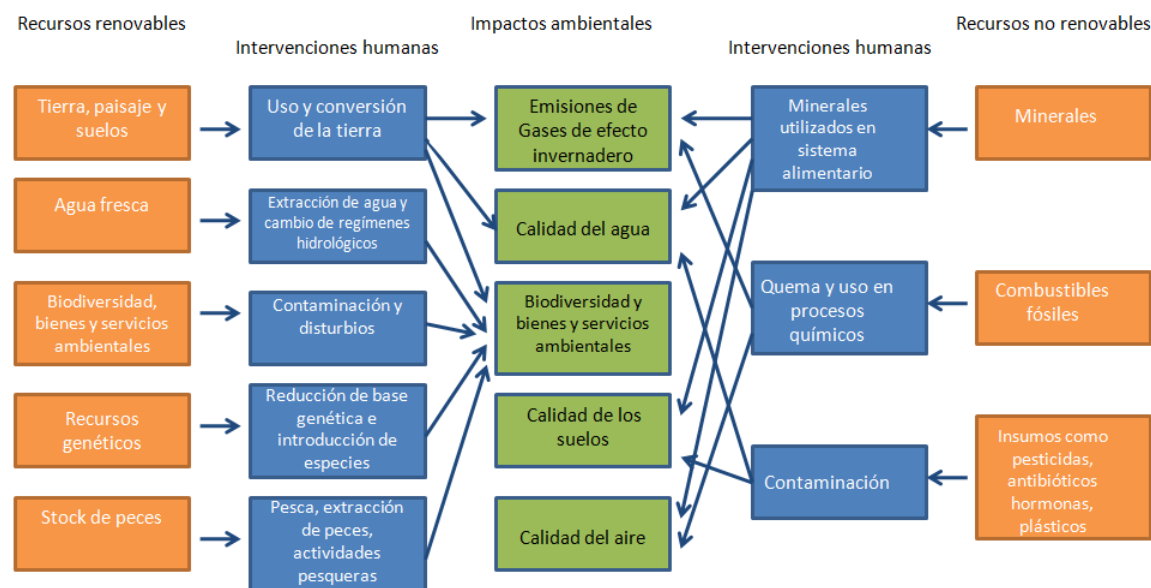 Recursos renovables
Intervenciones humanas
Impactos ambientales
Intervenciones humanas
Recursos no renovables
Tierra, paisaje y
suelos
Uso y conversión
de la tierra
Emisiones de
Gases de efecto
invernadero
Minerales
utilizados en
sistema
alimentario
Minerales
Agua fresca
Extracción de agua y
cambio de regímenes
hidrológicos
Calidad del agua
Biodiversidad,
bienes y servicios
ambientales
Contaminación y
disturbios
Biodiversidad y
bienes y servicios
ambientales
Quema y uso en
procesos
químicos
Combustibles
fósiles
Recursos
genéticos
Reducción de base
genética e
introducción de
especies
Calidad de los
suelos
Contaminación
Insumos como
pesticidas,
antibióticos
hormonas,
plásticos
Stock de peces
Pesca, extracción
de peces,
actividades
pesqueras
Calidad del aire